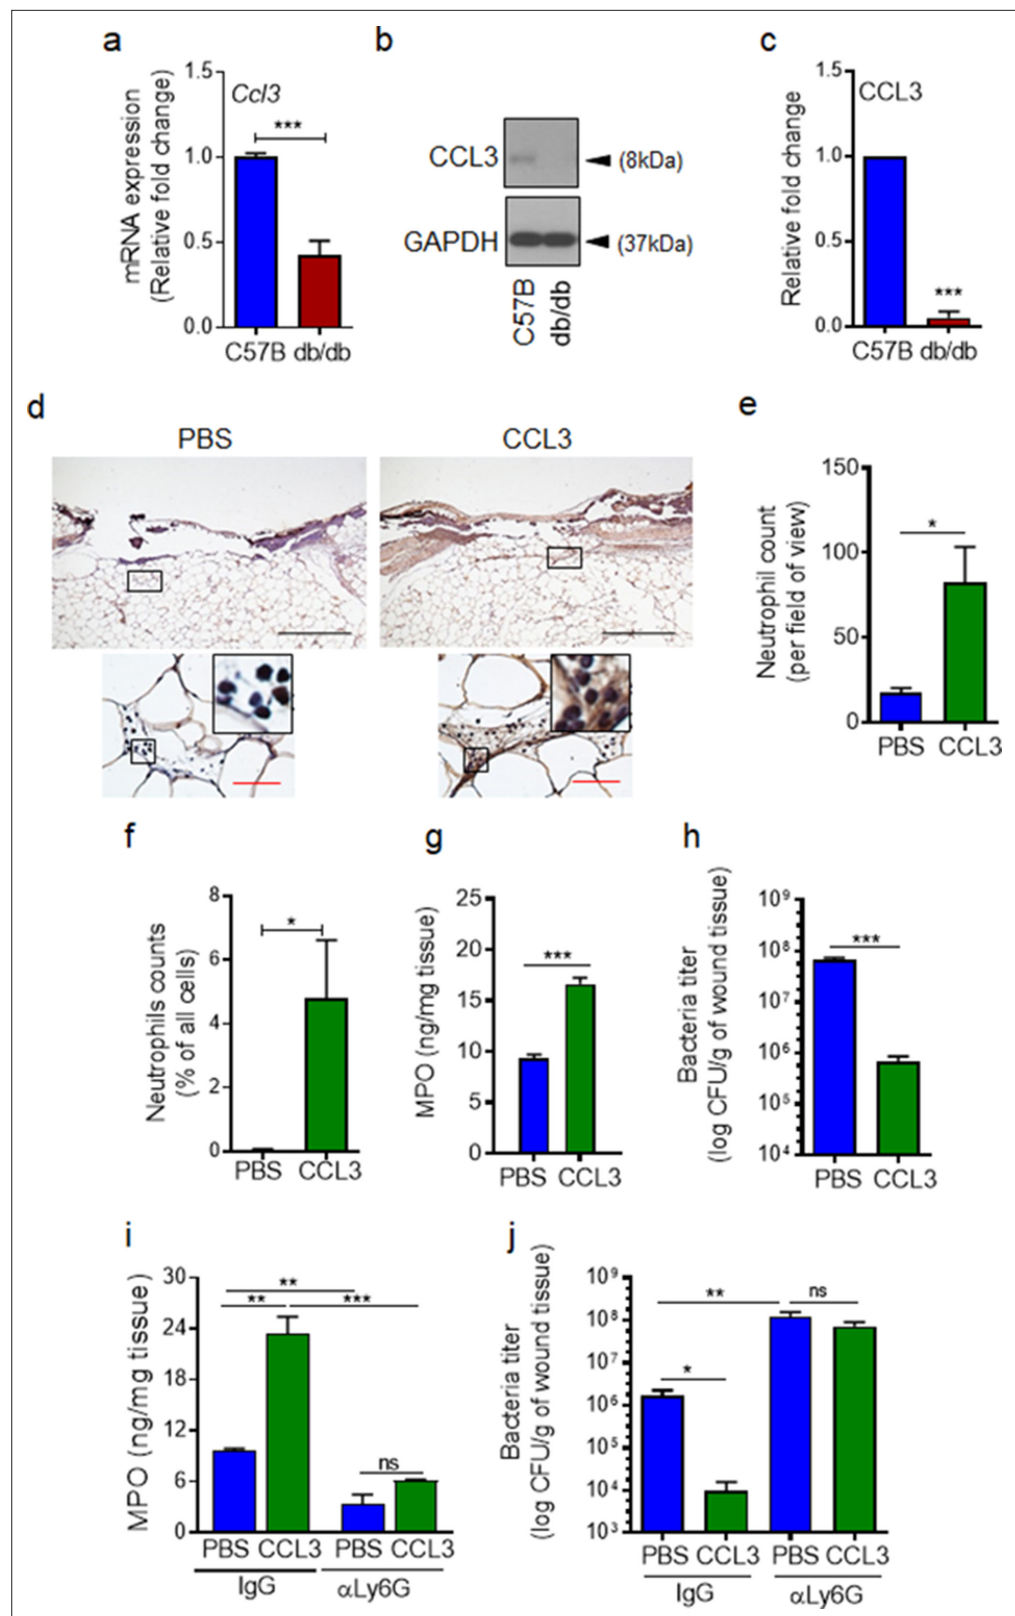 a
mRNA expression
(Relative fold change)
1.5
1.0
0.5
0.0
Ccl3
***
C57B db/db
b
CCL3
(8kDa)
GAPDH
(37kDa)
C57B
db/db
c
Relative fold change
1.5
1.0
0.5
0.0
CCL3
***
C57B db/db
d
PBS
CCL3
e
Neutrophil count
(per field of view)
150
100
50
0
*
PBS CCL3
f
Neutrophils counts
(% of all cells)
8
6
4
2
0
*
PBS CCL3
g
MPO (ng/mg tissue)
25
20
15
10
5
0
***
PBS CCL3
h
Bacteria titer
(log CFU/g of wound tissue)
10⁹
10⁸
10⁷
10⁶
10⁵
10⁴
***
PBS CCL3
i
MPO (ng/mg tissue)
30
24
18
12
6
0
**
** ***
ns
PBS CCL3 PBS CCL3
IgG αLy6G
j
Bacteria titer
(log CFU/g of wound tissue)
10⁹
10⁸
10⁷
10⁶
10⁵
10⁴
10³
** ns
*
PBS CCL3 PBS CCL3
IgG αLy6G